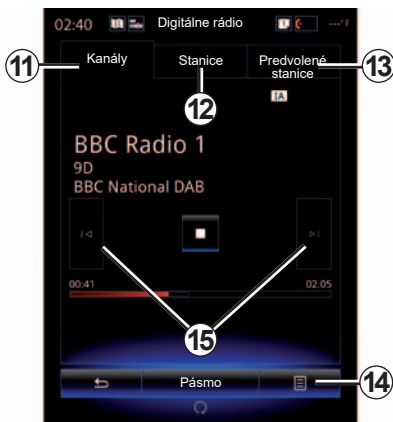 02:40 Digitálne rádio ---°F
11 Kanály Stanice Predvolené stanice 13
12
IA
BBC Radio 1
9D
BBC National DAB
00:41 02:05
15
Pásmo 14